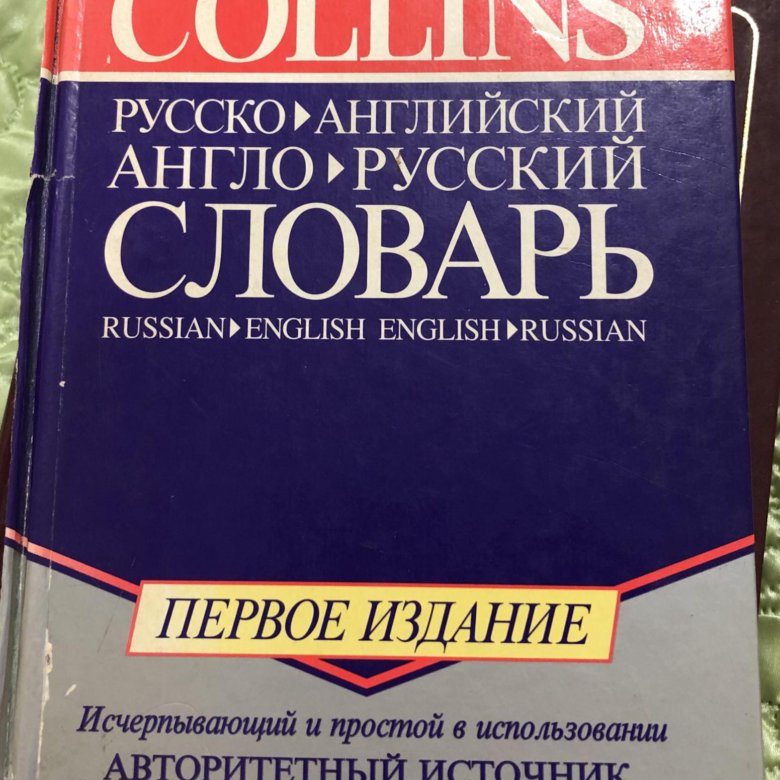 COLLINS
РУССКО▶АНГЛИЙСКИЙ
АНГЛО▶РУССКИЙ
СЛОВАРЬ
RUSSIAN▶ENGLISH ENGLISH▶RUSSIAN
ПЕРВОЕ ИЗДАНИЕ
Исчерпывающий и простой в использовании
АВТОРИТЕТНЫЙ ИСТОЧНИК